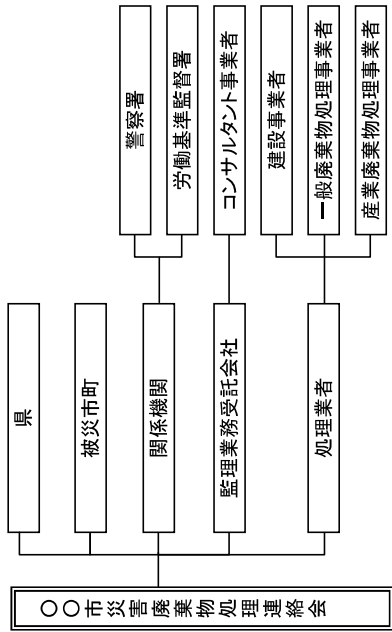 〇〇市災害廃棄物処理連絡会
県
被災市町
関係機関
警察署
労働基準監督署
監理業務受託会社
コンサルタント事業者
処理業者
建設事業者
一般廃棄物処理事業者
産業廃棄物処理事業者